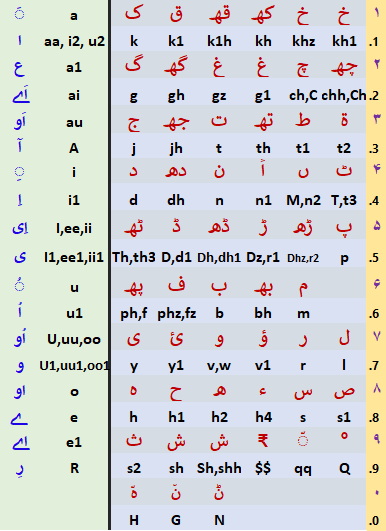 َ a ک ق قھ کھ خ خ ۱
ا aa, i2, u2 k k1 k1h kh khz kh1 .1
ع a1 گ گھ غ غ چ چھ ۲
اَے ai g gh gz g1 ch,C chh,Ch .2
اَو au ج جھ ت تھ ط ة ۳
آ A j jh t th t1 t2 .3
ِ i د دھ ن اً ں ٹ ۴
اِ i1 d dh n n1 M,n2 T,t3 .4
اِی I,ee,ii ٹھ ڈ ڈھ ڑ ڑھ پ ۵
ی I1,ee1,ii1 Th,th3 D,d1 Dh,dh1 Dz,r1 Dhz,r2 p .5
ُ u پھ ف ب بھ م ۶
اُ u1 ph,f phz,fz b bh m .6
اُو U,uu,oo ی ئ و ؤ ر ل ۷
و U1,uu1,oo1 y y1 v,w v1 r l .7
او o ہ ح ھ ء س ص ۸
ے e h h1 h2 h4 s s1 .8
اے e1 ث ش ش ₹ ّ ° ۹
رِ R s2 sh Sh,shh $$ qq Q .9
نّ ۰
H G N .0